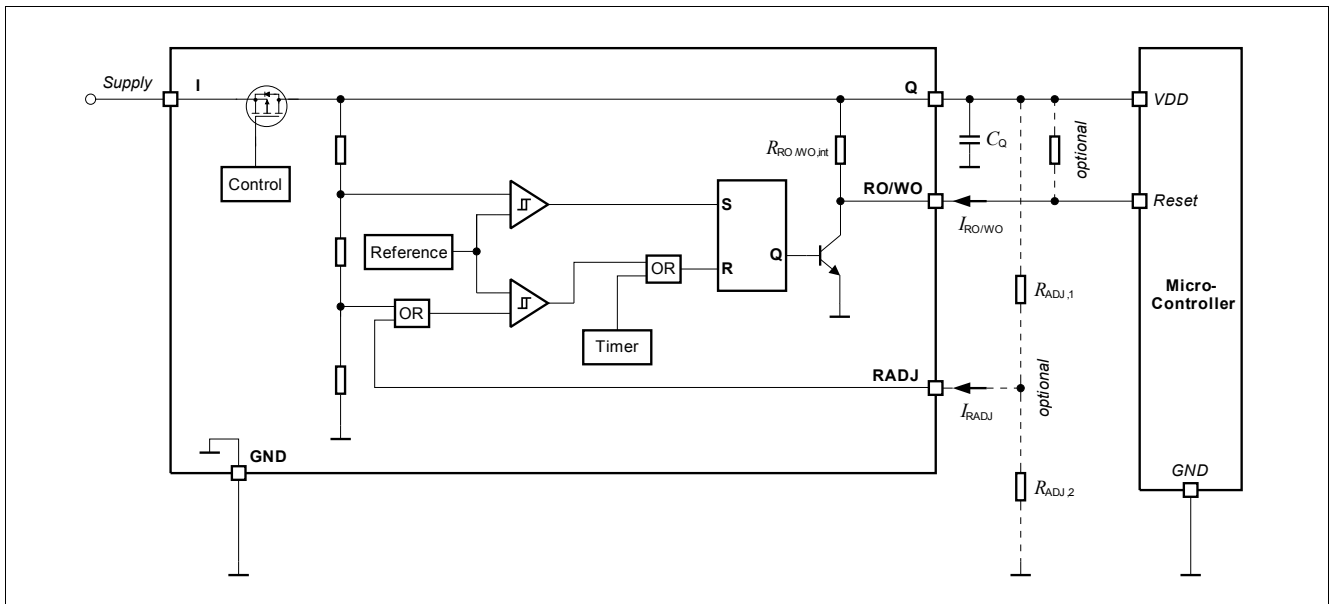 Supply
I
Q
VDD
Control
R_RO/WO,int
C_Q
optional
RO/WO
Reset
I_RO/WO
S
Reference
Q
R
OR
OR
Timer
R_ADJ,1
Micro-
Controller
RADJ
I_RADJ
optional
GND
R_ADJ,2
GND